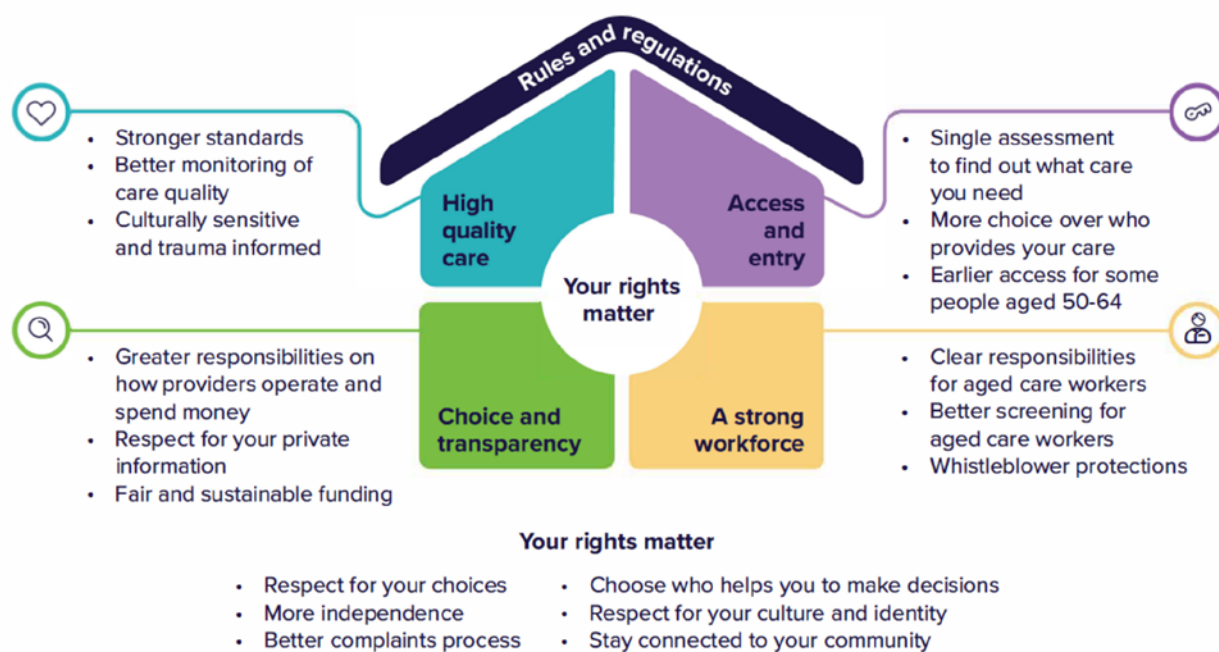 Rules and regulations
• Stronger standards
• Better monitoring of
care quality
• Culturally sensitive
and trauma informed
High
quality
care
Access
and
entry
• Single assessment
to find out what care
you need
• More choice over who
provides your care
• Earlier access for some
people aged 50-64
Your rights
matter
• Greater responsibilities on
how providers operate and
spend money
• Respect for your private
information
• Fair and sustainable funding
Choice and
transparency
A strong
workforce
• Clear responsibilities
for aged care workers
• Better screening for
aged care workers
• Whistleblower protections
Your rights matter
• Respect for your choices
• More independence
• Better complaints process
• Choose who helps you to make decisions
• Respect for your culture and identity
• Stay connected to your community